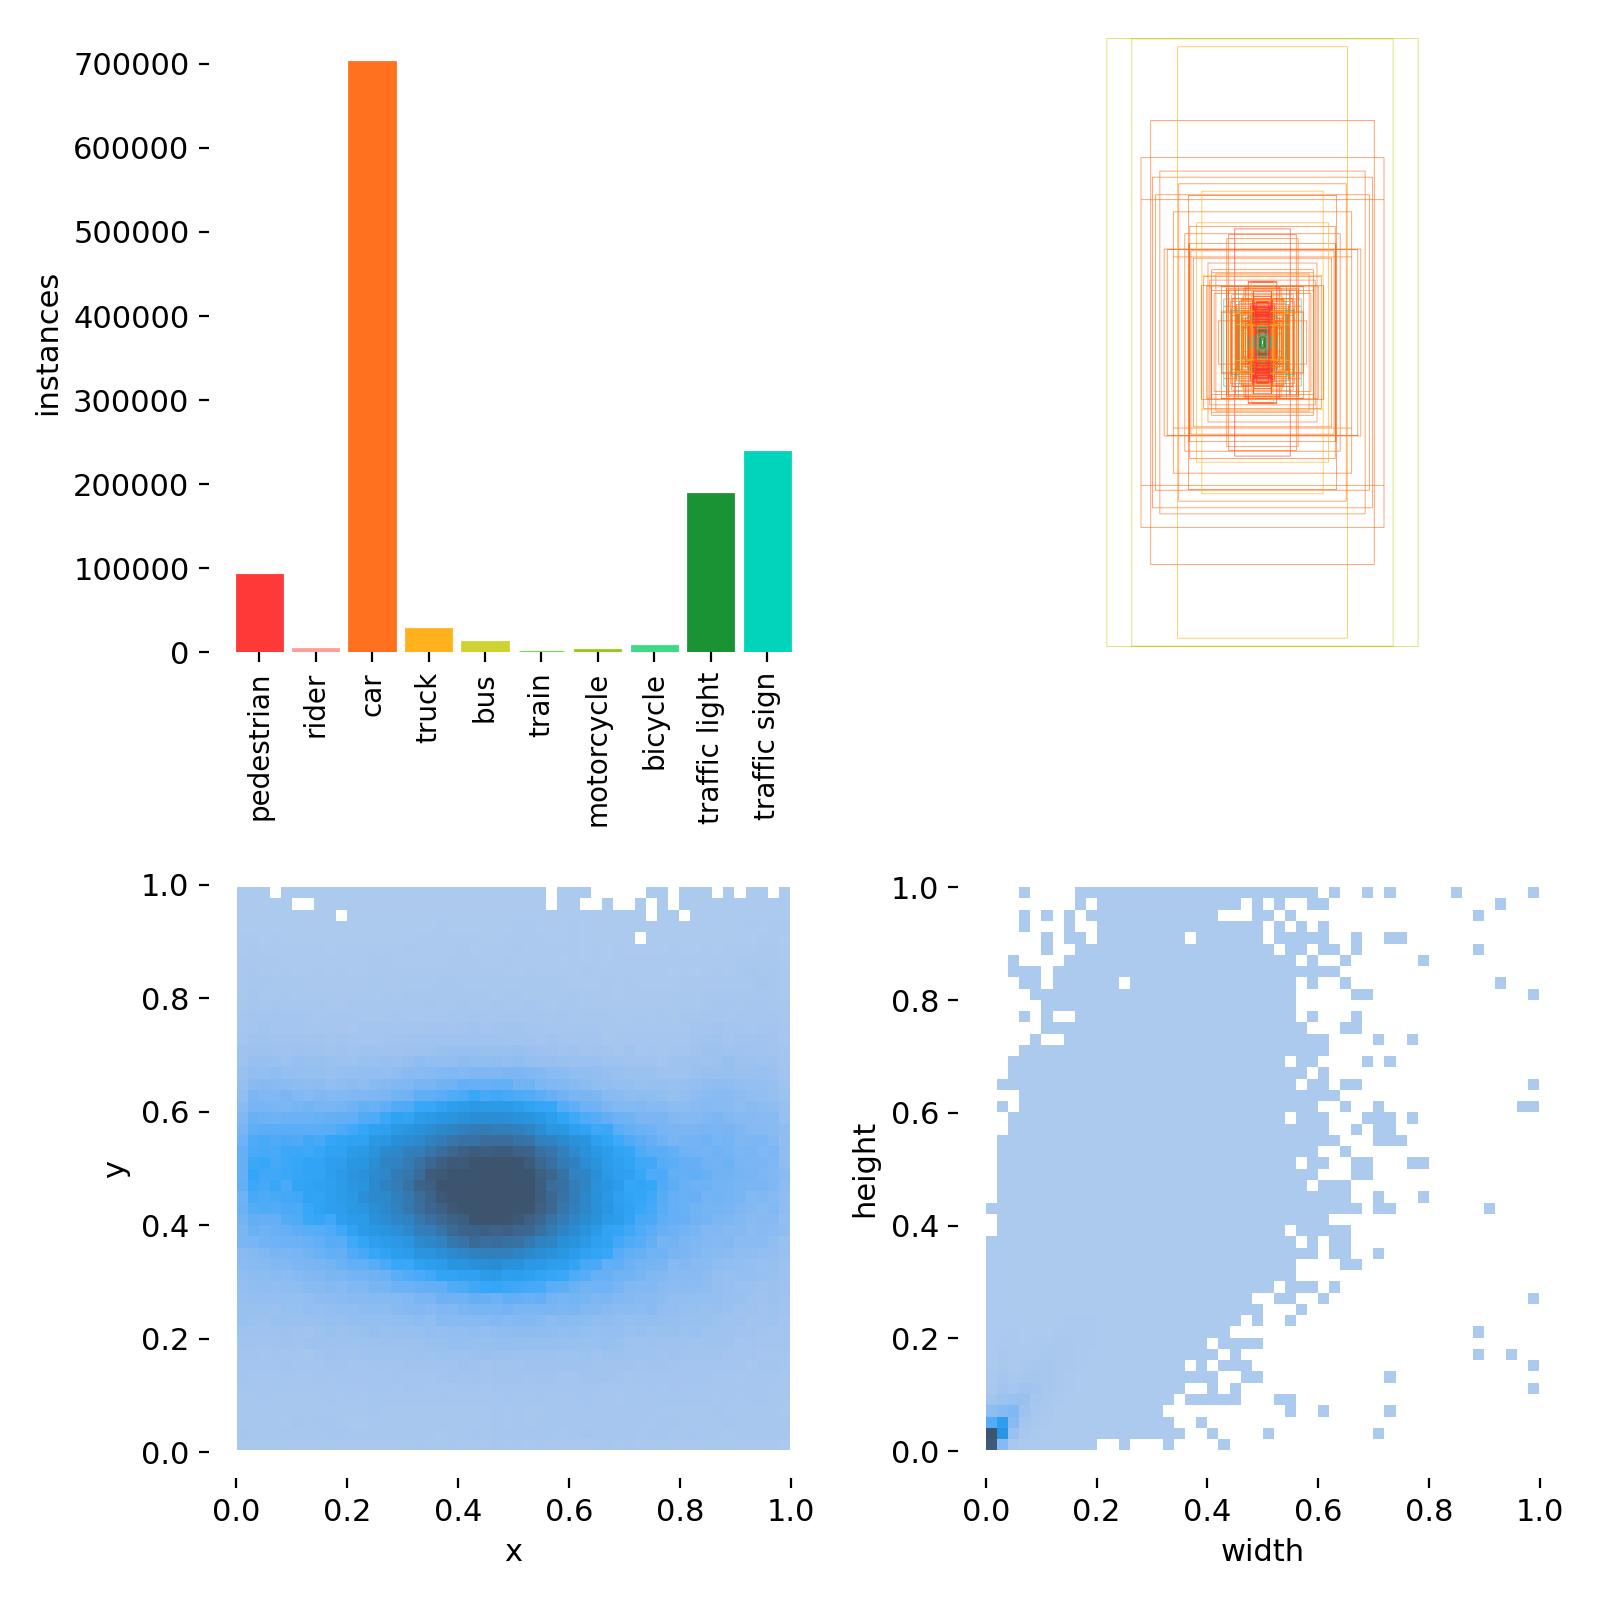 700000
600000
500000
400000
300000
200000
100000
0
instances
pedestrian
rider
car
truck
bus
train
motorcycle
bicycle
traffic light
traffic sign
1.0
0.8
0.6
0.4
0.2
0.0
y
0.0 0.2 0.4 0.6 0.8 1.0
x
1.0
0.8
0.6
0.4
0.2
0.0
height
0.0 0.2 0.4 0.6 0.8 1.0
width